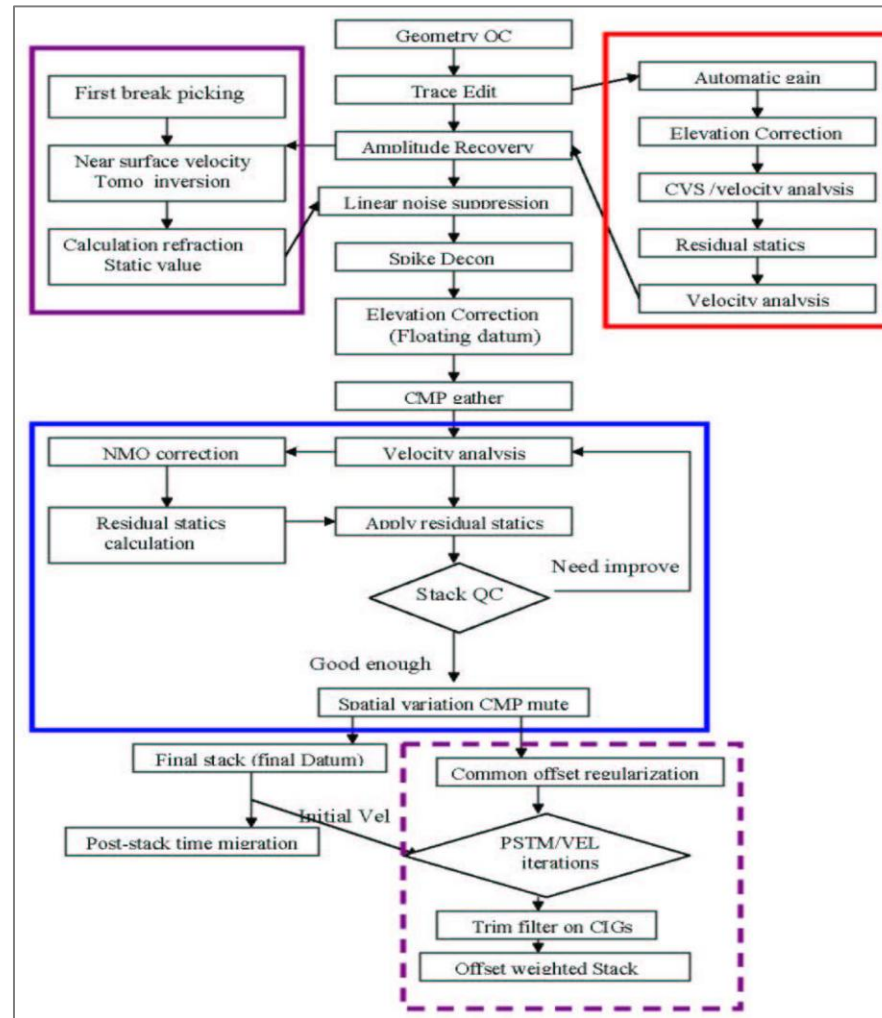 Geometry QC
Trace Edit
Amplitude Recovery
Linear noise suppression
Spike Decon
Elevation Correction
(Floating datum)
CMP gather
First break picking
Near surface velocity
Tomo inversion
Calculation refraction
Static value
Automatic gain
Elevation Correction
CVS /velocity analysis
Residual statics
Velocity analysis
NMO correction
Velocity analysis
Residual statics
calculation
Apply residual statics
Need improve
Stack QC
Good enough
Spatial variation CMP mute
Final stack (final Datum)
Common offset regularization
Initial Vel
Post-stack time migration
PSTM/VEL
iterations
Trim filter on CIGs
Offset weighted Stack